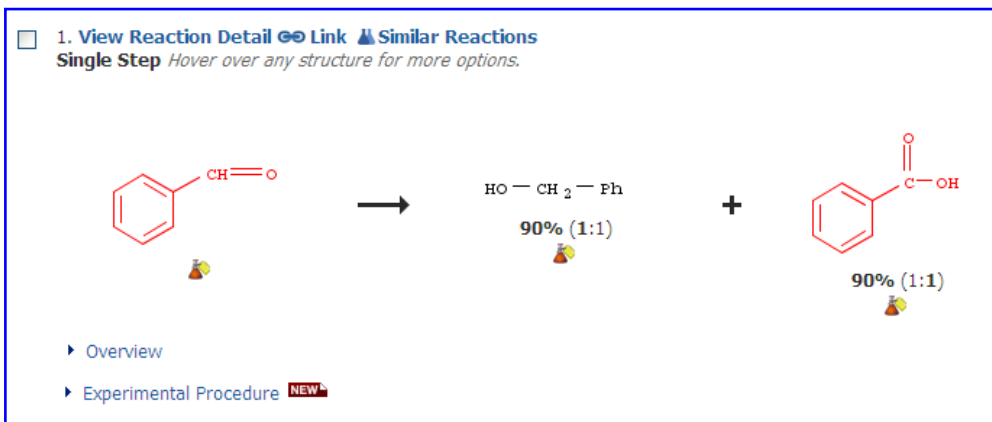 1. View Reaction Detail Link Similar Reactions
Single Step Hover over any structure for more options.
CH O
HO — CH 2 — Ph
90% (1:1)
+
O
C OH
90% (1:1)
Overview
Experimental Procedure NEW